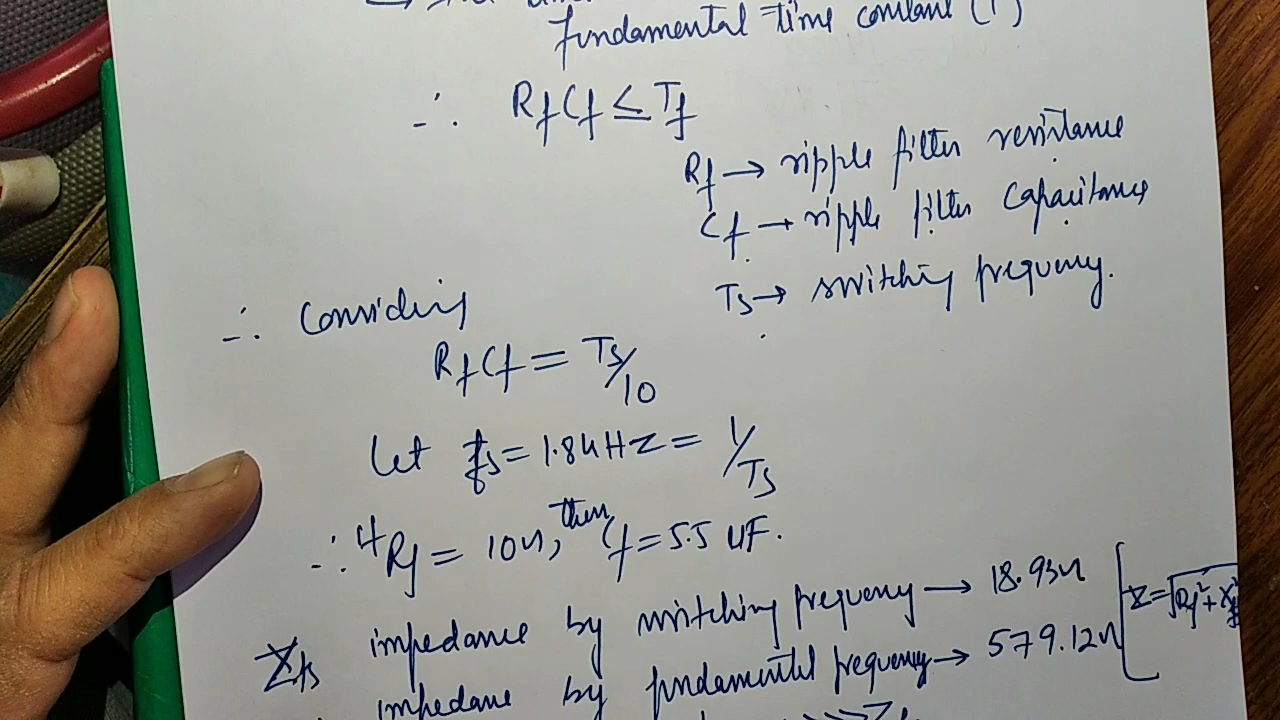 fundamental time constant (T)
∴ RfCf ≤ Tf
Rf → ripple filter resistance
Cf → ripple filter capacitance
Ts → switching frequency.
∴ Considering
RfCf = Ts/10
Let fs = 1.8kHz = 1/Ts
∴ If Rf = 10Ω, then Cf = 5.5 uF.
impedance by switching frequency → 18.93Ω [Z=√Rf²+X
Zfs
impedance by fundamental frequency → 579.12Ω